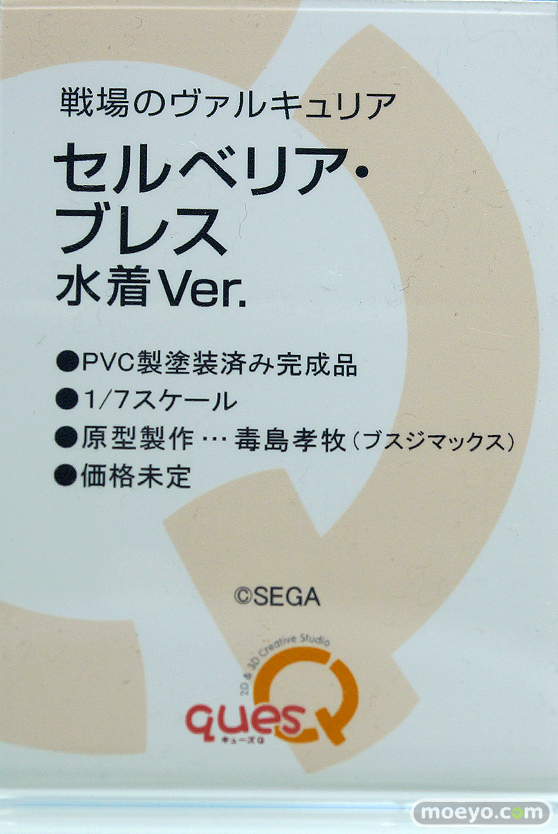 戦場のヴァルキュリア
セルベリア・
ブレス
水着Ver.
●PVC製塗装済み完成品
●1/7スケール
●原型製作…毒島孝牧（ブスジマックス）
●価格未定
©SEGA
2D & 3D Creative Studio
quesQ
キューズQ
moeyo.com